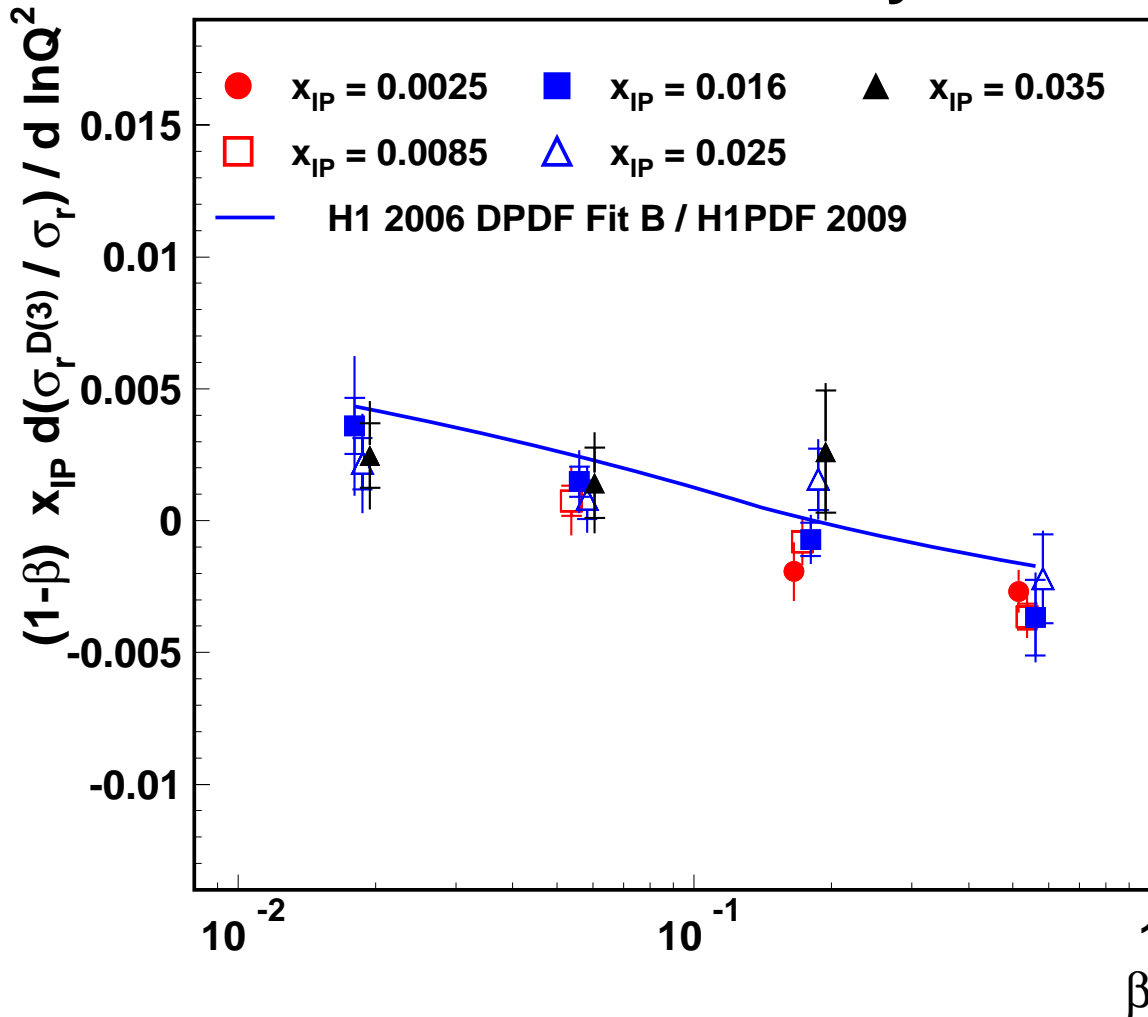 x_IP = 0.0025
x_IP = 0.016
x_IP = 0.035
x_IP = 0.0085
x_IP = 0.025
H1 2006 DPDF Fit B / H1PDF 2009
(1-β) x_IP d(σ_r^D(3) / σ_r) / d lnQ^2
0.015
0.01
0.005
0
-0.005
-0.01
10^-2
10^-1
β